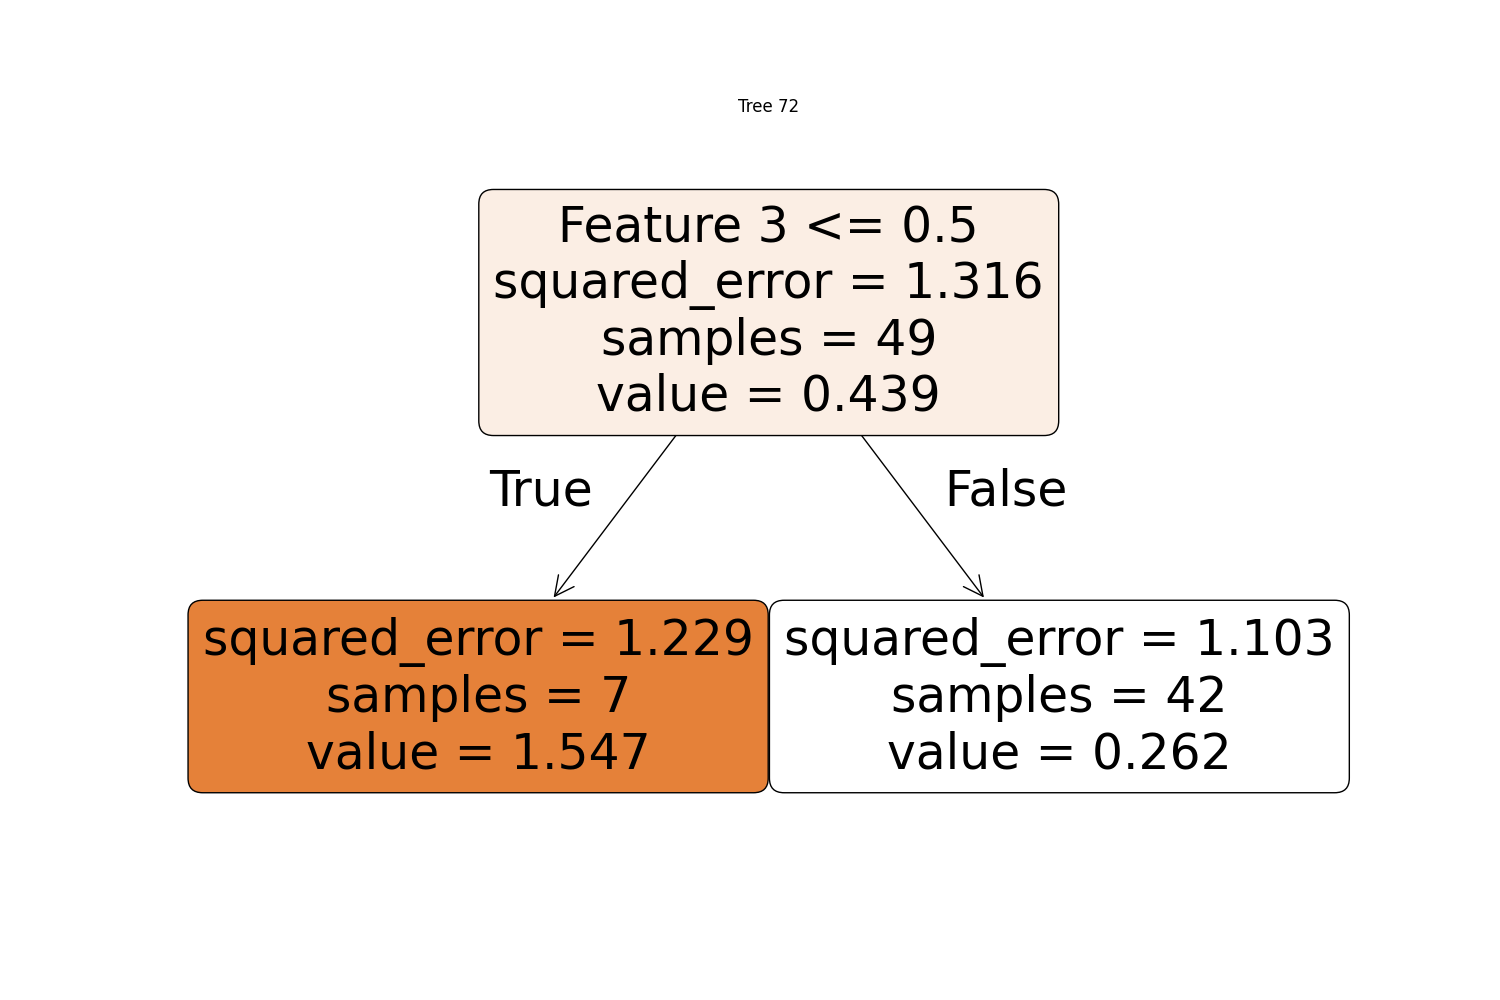 Tree 72
Feature 3 <= 0.5
squared_error = 1.316
samples = 49
value = 0.439
True
False
squared_error = 1.229
samples = 7
value = 1.547
squared_error = 1.103
samples = 42
value = 0.262